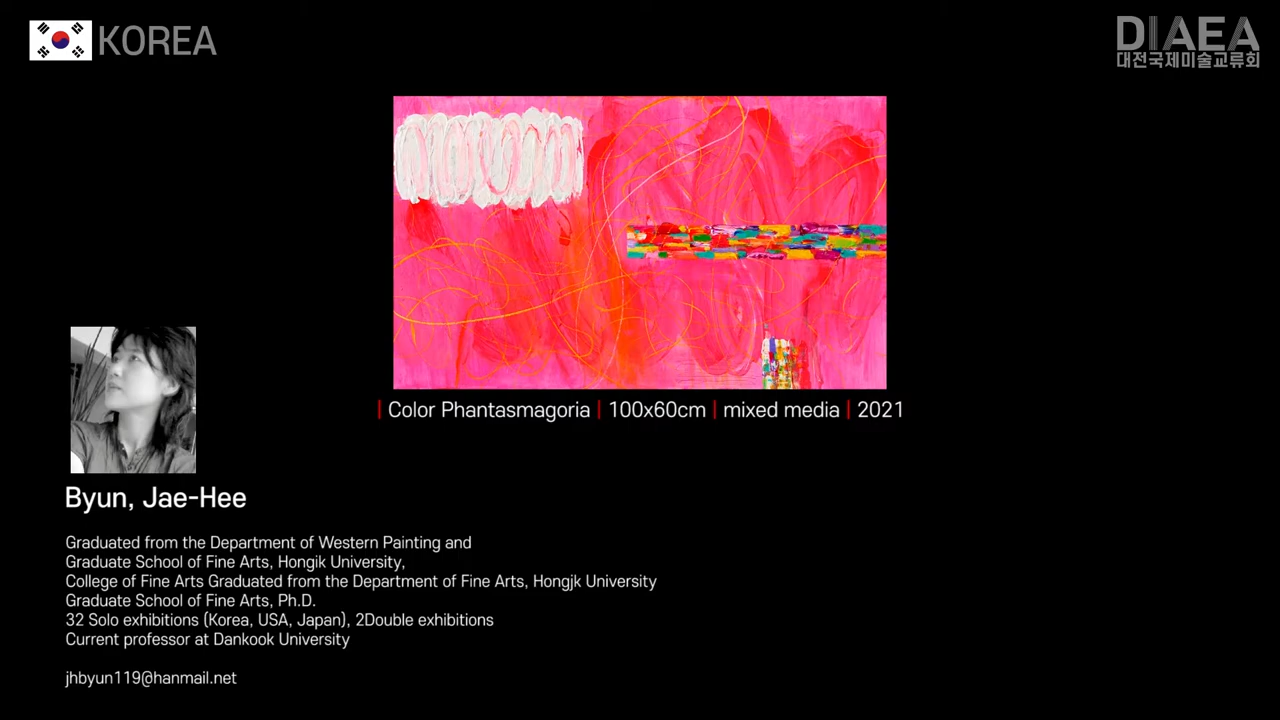 KOREA
DIAEA
대전국제미술교류회
| Color Phantasmagoria | 100x60cm | mixed media | 2021
Byun, Jae-Hee
Graduated from the Department of Western Painting and
Graduate School of Fine Arts, Hongik University,
College of Fine Arts Graduated from the Department of Fine Arts, Hongjk University
Graduate School of Fine Arts, Ph.D.
32 Solo exhibitions (Korea, USA, Japan), 2Double exhibitions
Current professor at Dankook University
jhbyun119@hanmail.net